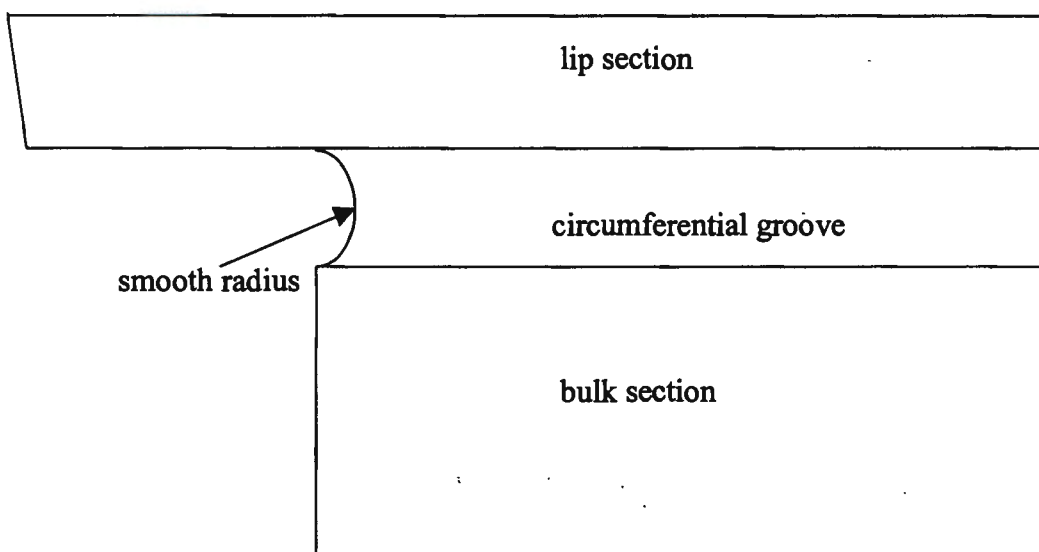 lip section
circumferential groove
smooth radius
bulk section